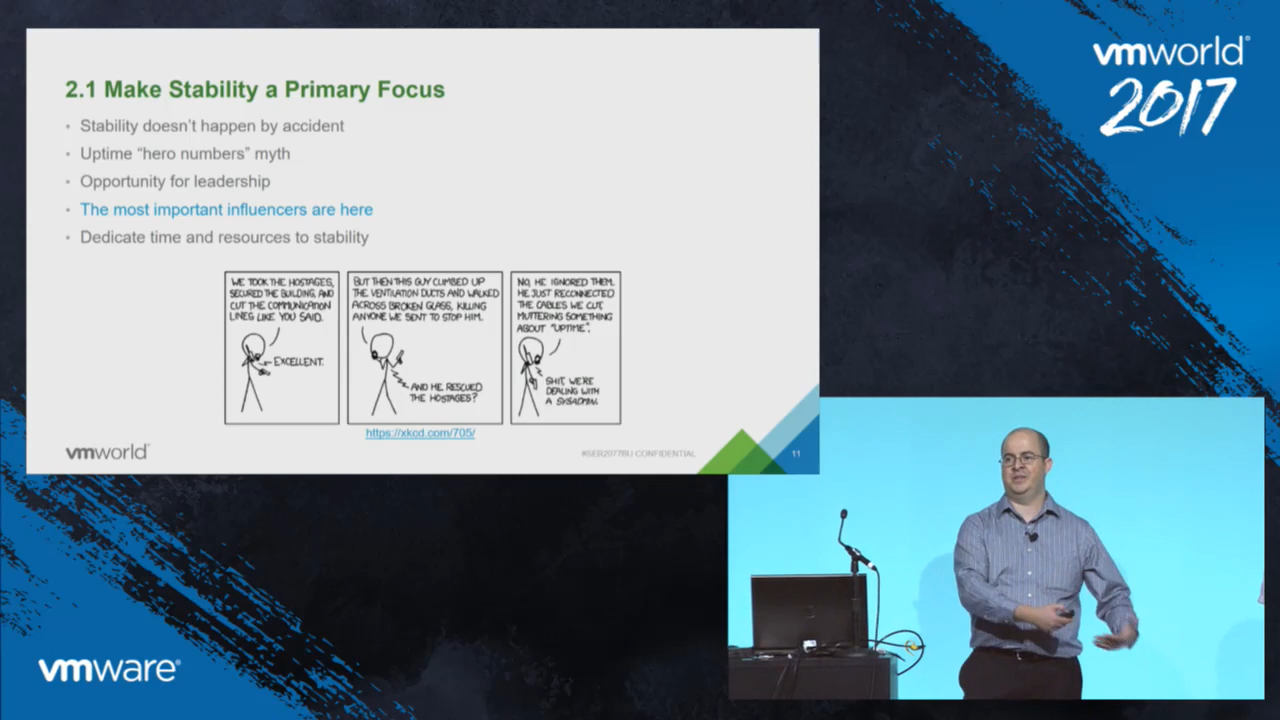 2.1 Make Stability a Primary Focus
• Stability doesn't happen by accident
• Uptime “hero numbers” myth
• Opportunity for leadership
• The most important influencers are here
• Dedicate time and resources to stability
WE TOOK THE HOSTAGES,
SECURED THE BUILDING, AND
CUT THE COMMUNICATION
LINES LIKE YOU SAID.
EXCELLENT.
BUT THEN THIS GUY CLIMBED UP
THE VENTILATION DUCTS AND WALKED
ACROSS BROKEN GLASS, KILLING
ANYONE WE SENT TO STOP HIM.
AND HE RESCUED
THE HOSTAGES?
NO, HE IGNORED THEM.
HE JUST RECONNECTED
THE CABLES WE CUT,
MUTTERING SOMETHING
ABOUT "UPTIME".
SHIT, WE'RE
DEALING WITH
A SYSADMIN.
https://xkcd.com/705/
vmworld®
#SER2077BU CONFIDENTIAL
11
vmworld®
2017
vmware®